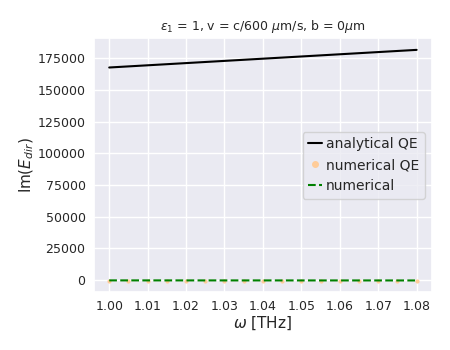 ε₁ = 1, v = c/600 μm/s, b = 0μm
175000
150000
125000
100000
75000
50000
25000
0
Im(E_dir)
analytical QE
numerical QE
numerical
1.00 1.01 1.02 1.03 1.04 1.05 1.06 1.07 1.08
ω [THz]